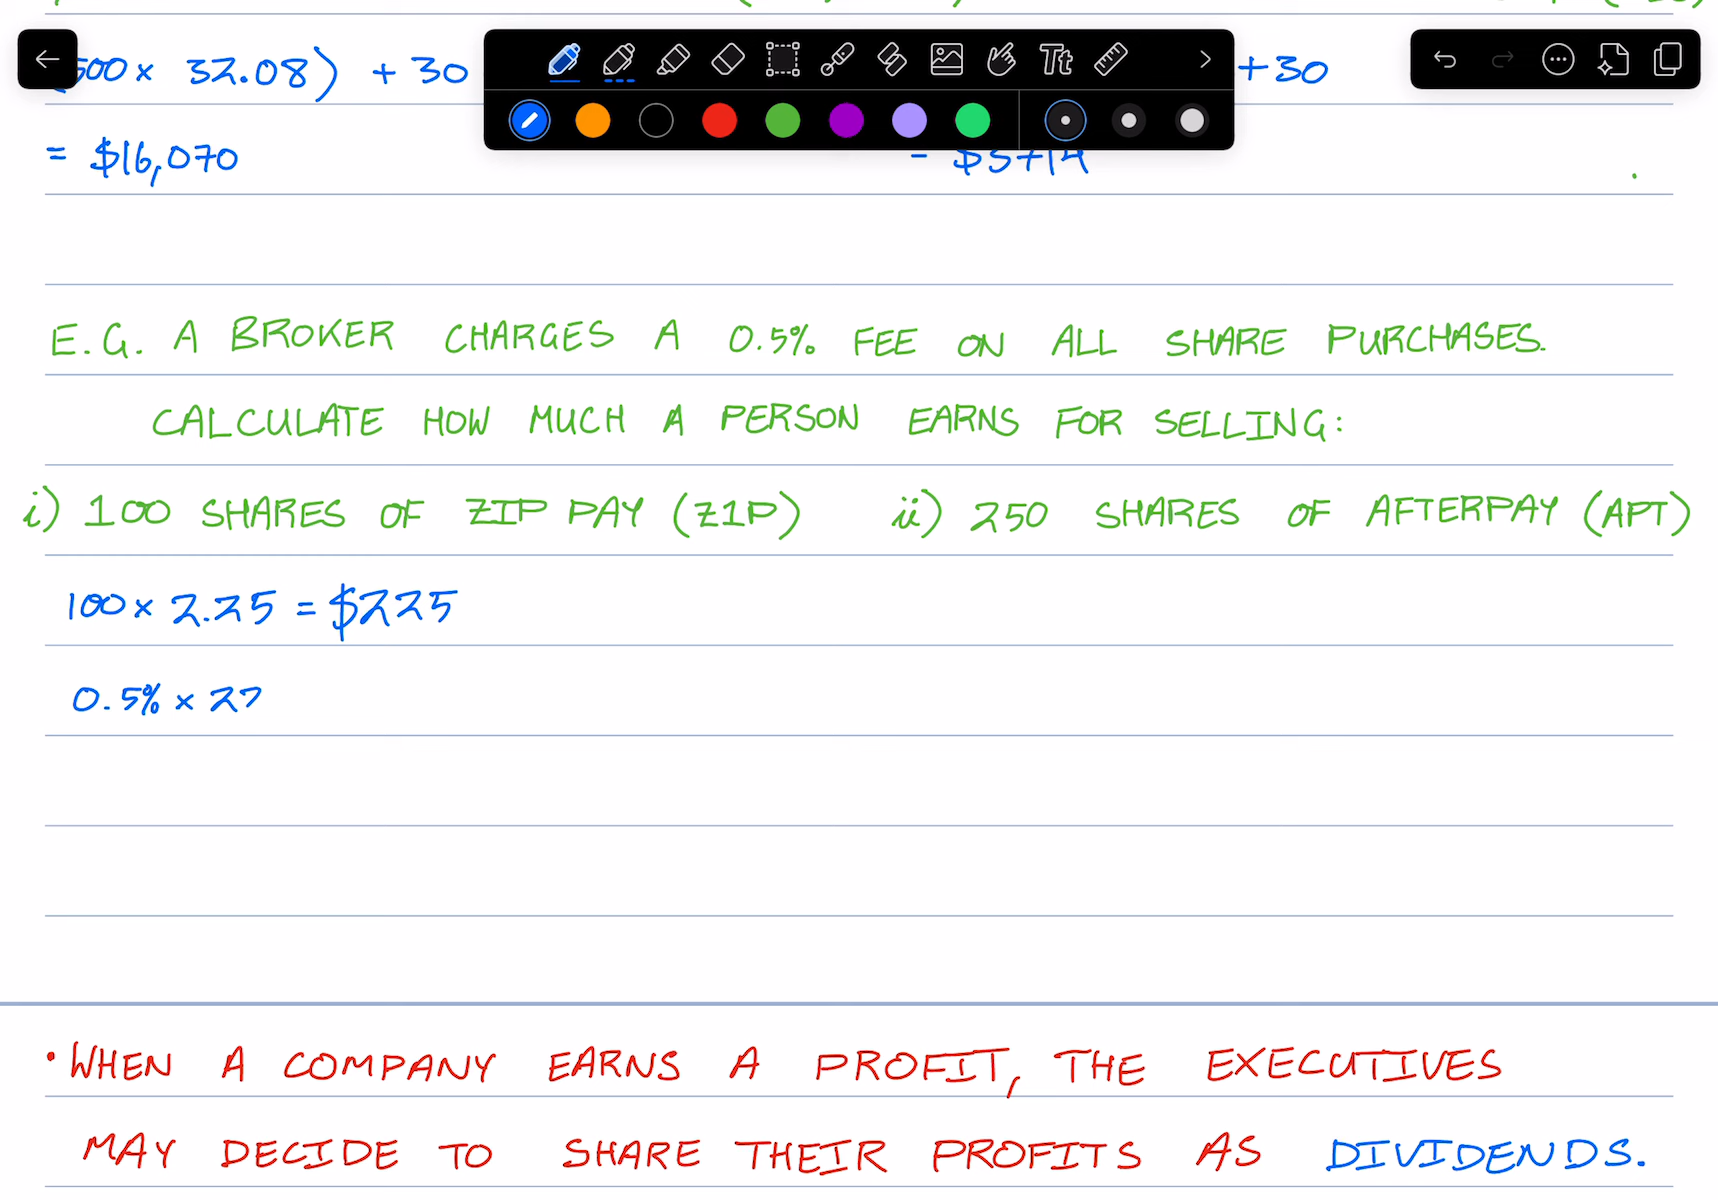 500 x 32.08) + 30
+30
= $16,070
E.G. A BROKER CHARGES A 0.5% FEE ON ALL SHARE PURCHASES.
CALCULATE HOW MUCH A PERSON EARNS FOR SELLING:
i) 100 SHARES OF ZIP PAY (Z1P)
ii) 250 SHARES OF AFTERPAY (APT)
100 x 2.25 = $225
0.5% x 22
• WHEN A COMPANY EARNS A PROFIT, THE EXECUTIVES
MAY DECIDE TO SHARE THEIR PROFITS AS DIVIDENDS.